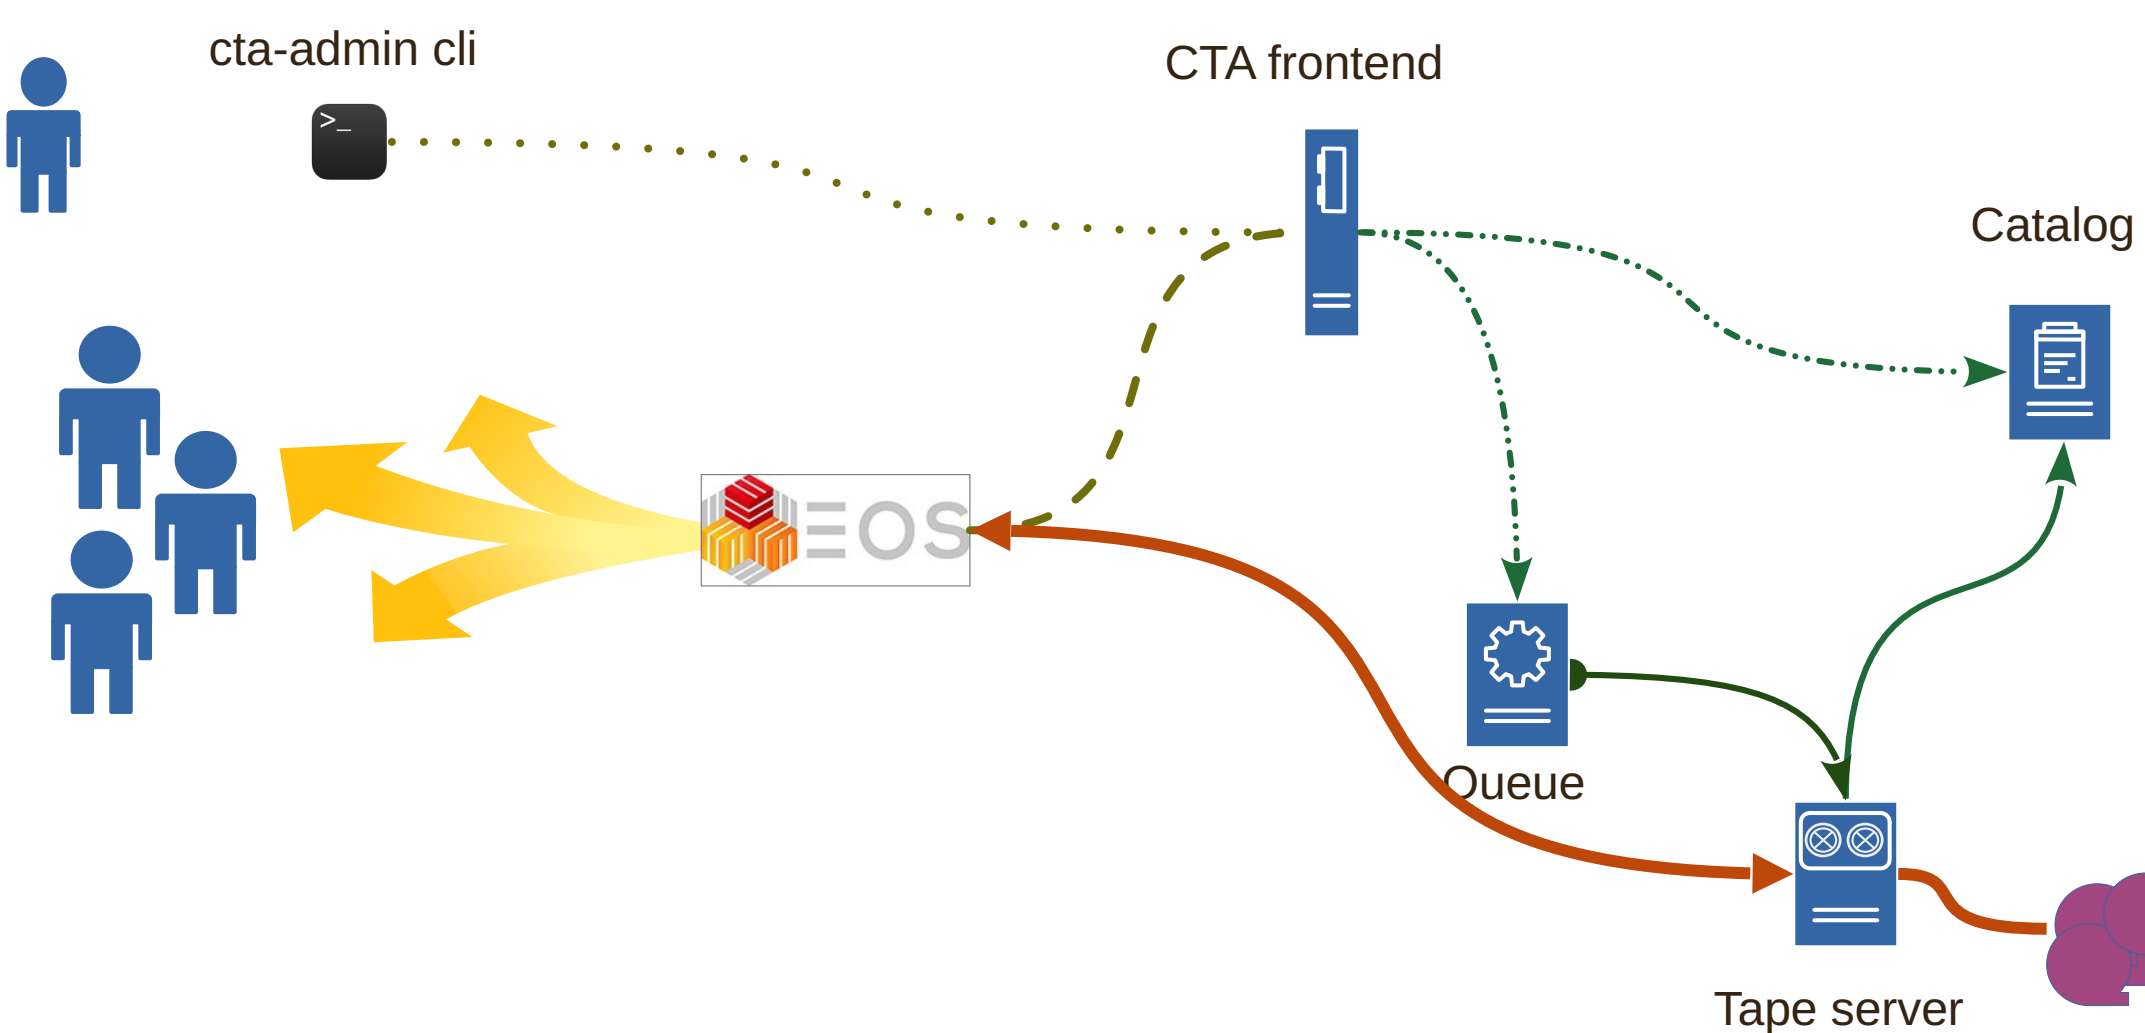 cta-admin cli
CTA frontend
>_
Catalog
EOS
Queue
Tape server